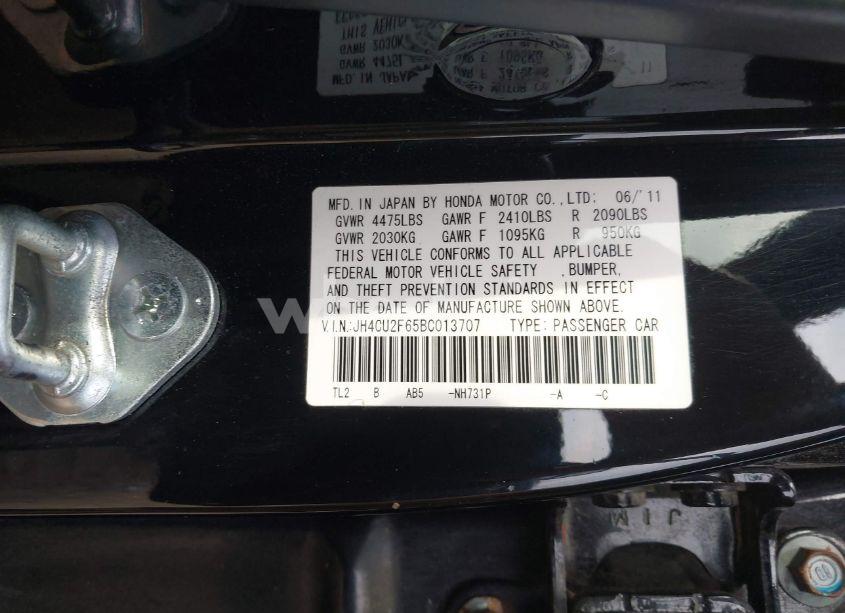 MFD. IN JAPAN BY HONDA MOTOR CO.,LTD: 06/'11
GVWR 4475LBS GAWR F 2410LBS R 2090LBS
GVWR 2030KG GAWR F 1095KG R 950KG
THIS VEHICLE CONFORMS TO ALL APPLICABLE
FEDERAL MOTOR VEHICLE SAFETY ,BUMPER,
AND THEFT PREVENTION STANDARDS IN EFFECT
ON THE DATE OF MANUFACTURE SHOWN ABOVE.
V.I.N:JH4CU2F65BC013707 TYPE: PASSENGER CAR
TL2 B AB5 -NH731P -A -C